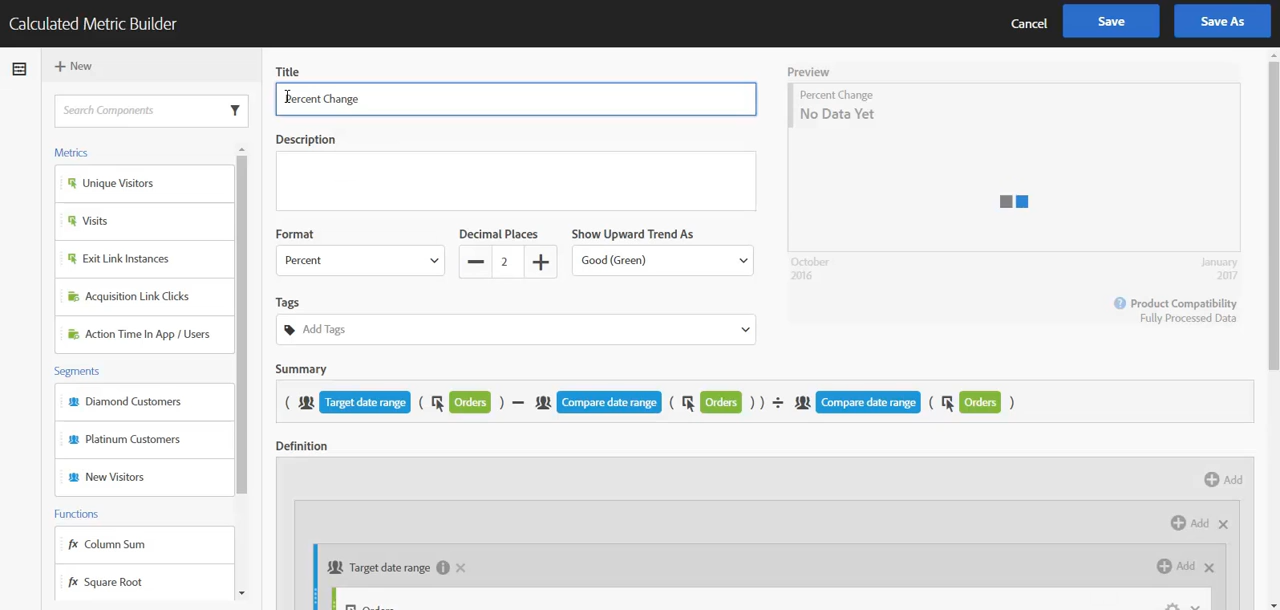 Calculated Metric Builder
Cancel
Save
Save As
New
Search Components
Metrics
Unique Visitors
Visits
Exit Link Instances
Acquisition Link Clicks
Action Time In App / Users
Segments
Diamond Customers
Platinum Customers
New Visitors
Functions
fx Column Sum
fx Square Root
Title
Percent Change
Description
Format
Decimal Places
Show Upward Trend As
Percent
2
Good (Green)
Tags
Add Tags
Preview
Percent Change
No Data Yet
October
2016
January
2017
? Product Compatibility
Fully Processed Data
Summary
( Target date range ( Orders ) − Compare date range ( Orders ) ) ÷ Compare date range ( Orders )
Definition
Add
Add
Target date range
Add
Orders